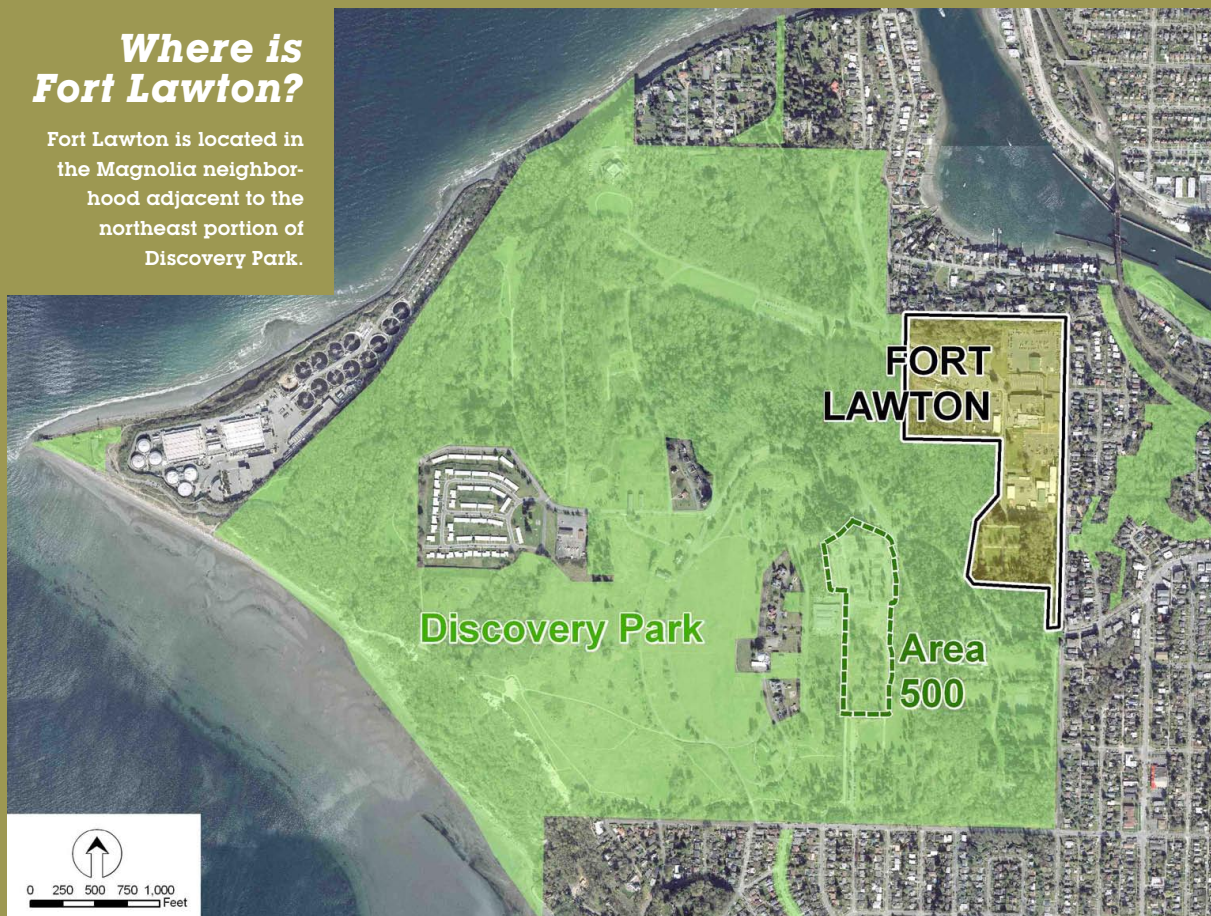 Where is
Fort Lawton?
Fort Lawton is located in
the Magnolia neighbor-
hood adjacent to the
northeast portion of
Discovery Park.
FORT
LAWTON
Discovery Park
Area
500
0 250 500 750 1,000
Feet